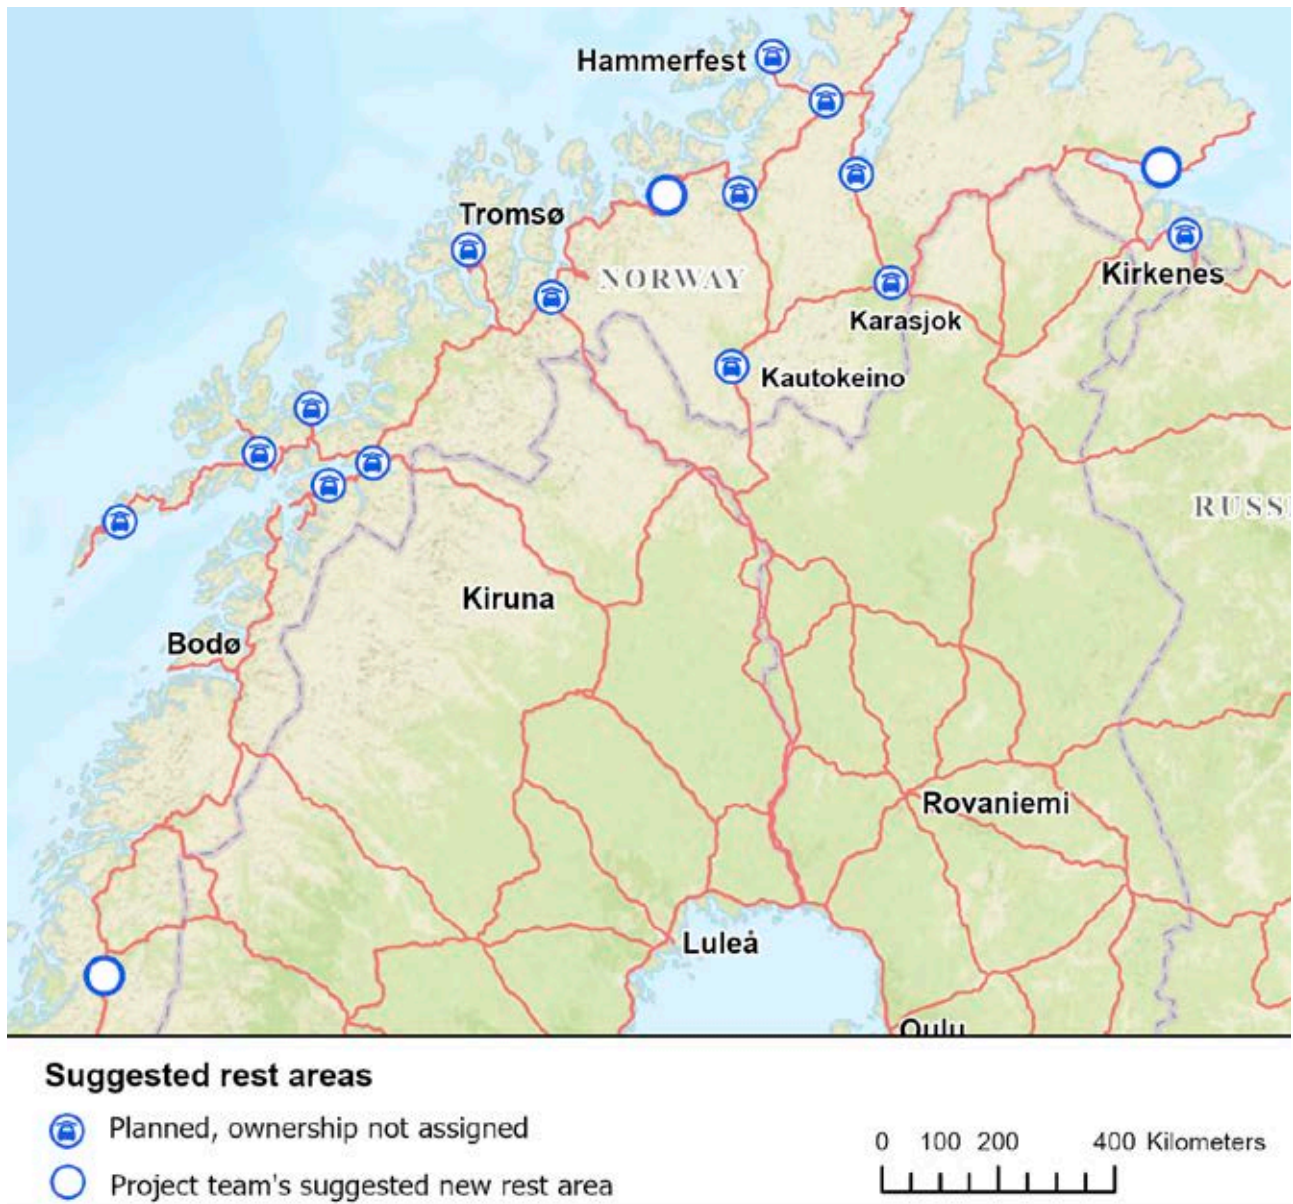 Hammerfest
Tromsø
NORWAY
Kirkenes
Karasjok
Kautokeino
RUSS
Kiruna
Bodø
Rovaniemi
Luleå
Oulu
Suggested rest areas
Planned, ownership not assigned
0 100 200 400 Kilometers
Project team's suggested new rest area